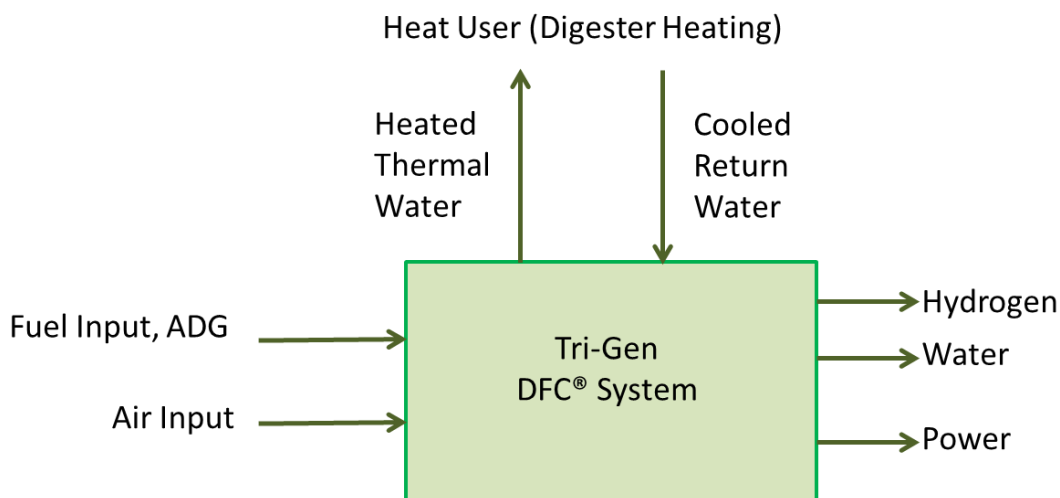 Heat User (Digester Heating)
Heated
Thermal
Water
Cooled
Return
Water
Fuel Input, ADG
Air Input
Tri-Gen
DFC® System
Hydrogen
Water
Power